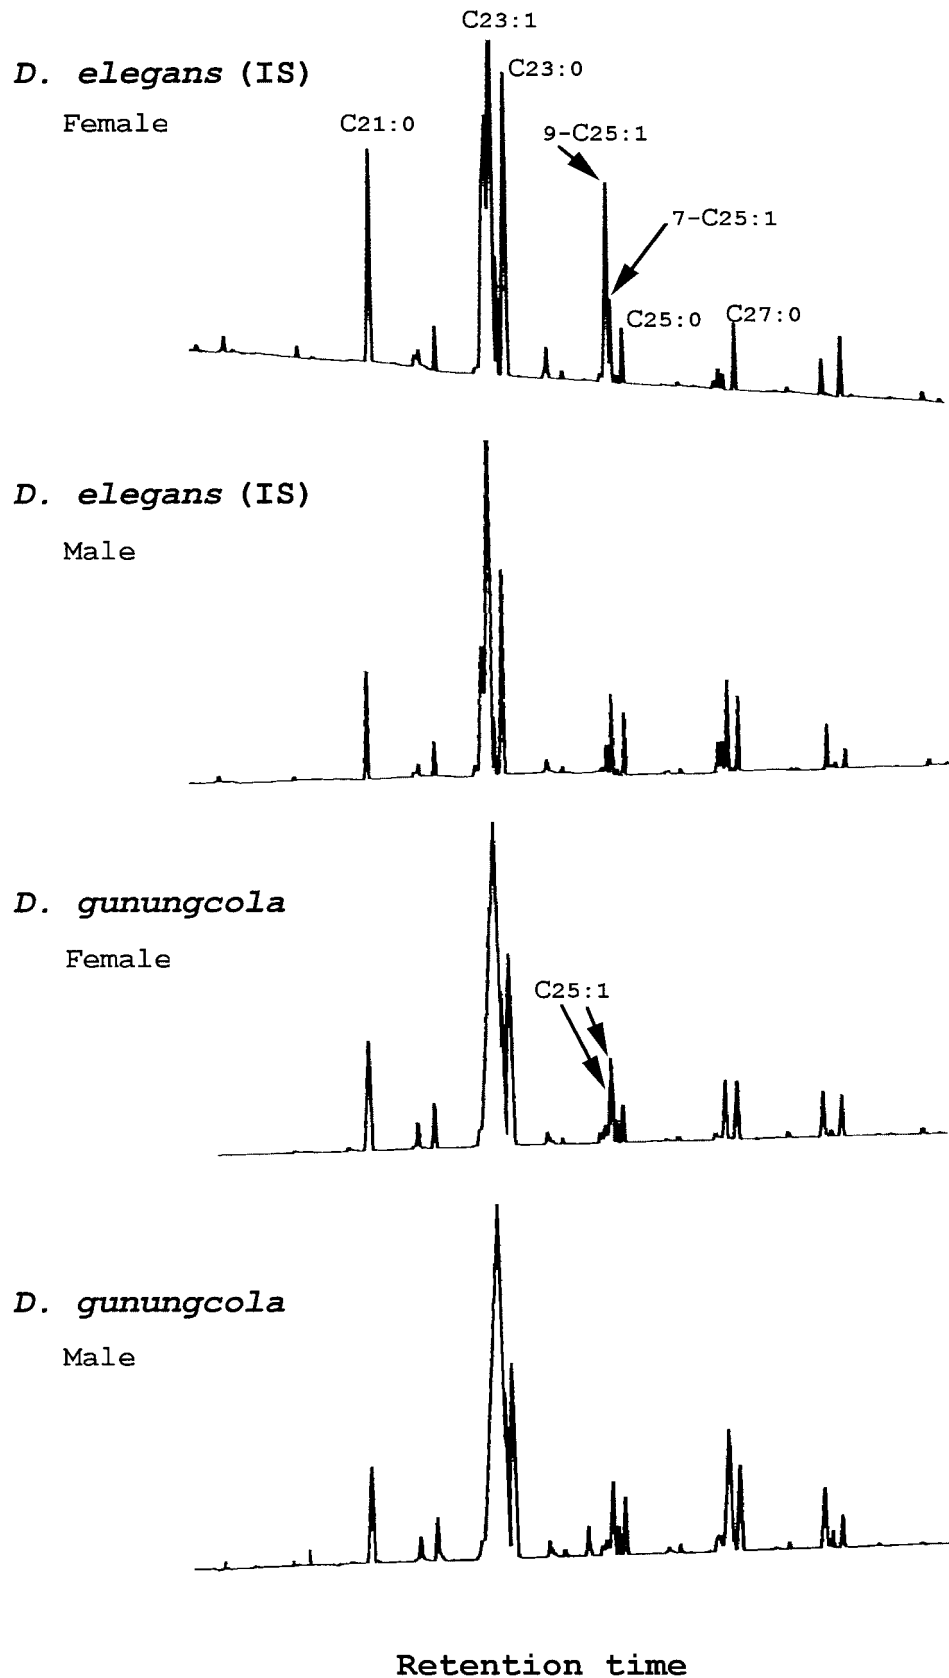 C23:1
D. elegans (IS)
C23:0
Female
C21:0
9-C25:1
7-C25:1
C25:0
C27:0
D. elegans (IS)
Male
D. gunungcola
Female
C25:1
D. gunungcola
Male
Retention time